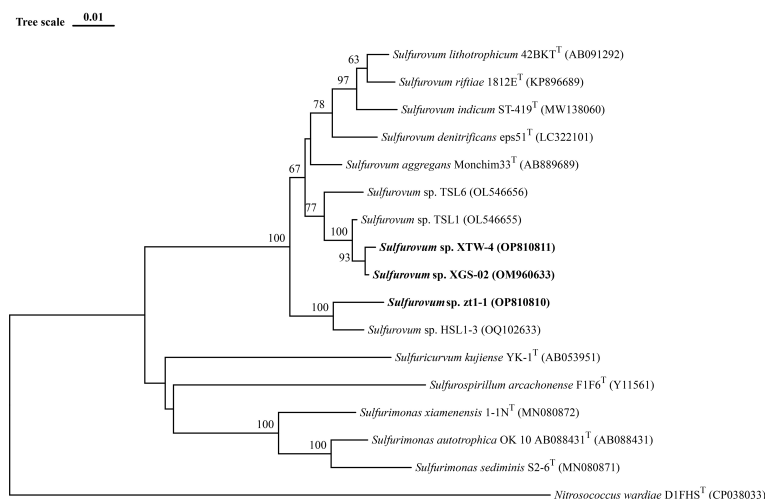 0.01
Tree scale
63
Sulfurovum lithotrophicum 42BKT^T (AB091292)
97
Sulfurovum riftiae 1812E^T (KP896689)
78
Sulfurovum indicum ST-419^T (MW138060)
Sulfurovum denitrificans eps51^T (LC322101)
67
Sulfurovum aggregans Monchim33^T (AB889689)
77
Sulfurovum sp. TSL6 (OL546656)
Sulfurovum sp. TSL1 (OL546655)
100
100
Sulfurovum sp. XTW-4 (OP810811)
93
Sulfurovum sp. XGS-02 (OM960633)
100
Sulfurovum sp. zt1-1 (OP810810)
Sulfurovum sp. HSL1-3 (OQ102633)
Sulfuricurvum kujiense YK-1^T (AB053951)
Sulfurospirillum arcachonense F1F6^T (Y11561)
100
Sulfurimonas xiamenensis 1-1N^T (MN080872)
100
Sulfurimonas autotrophica OK 10 AB088431^T (AB088431)
Sulfurimonas sediminis S2-6^T (MN080871)
Nitrosococcus wardiae D1FHS^T (CP038033)